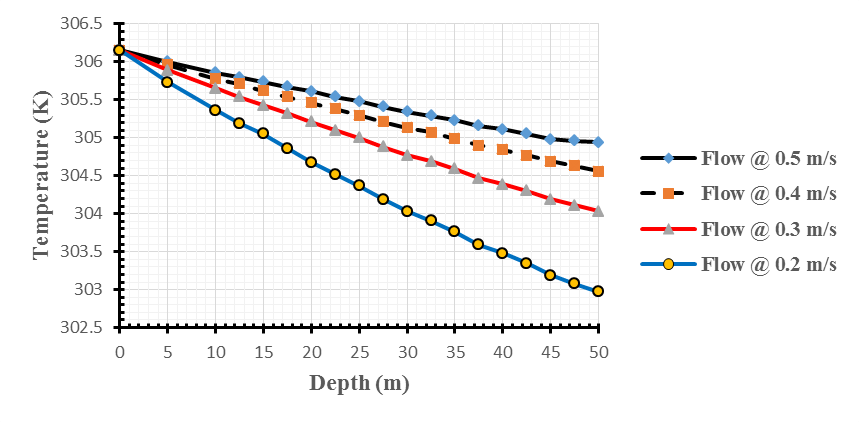 306.5
306
305.5
305
304.5
304
303.5
303
302.5
Temperature (K)
0 5 10 15 20 25 30 35 40 45 50
Depth (m)
Flow @ 0.5 m/s
Flow @ 0.4 m/s
Flow @ 0.3 m/s
Flow @ 0.2 m/s